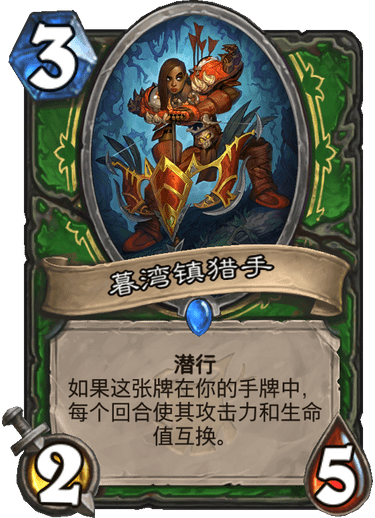 3
暮湾镇猎手
潜行
如果这张牌在你的手牌中，
每个回合使其攻击力和生命
值互换。
2
5